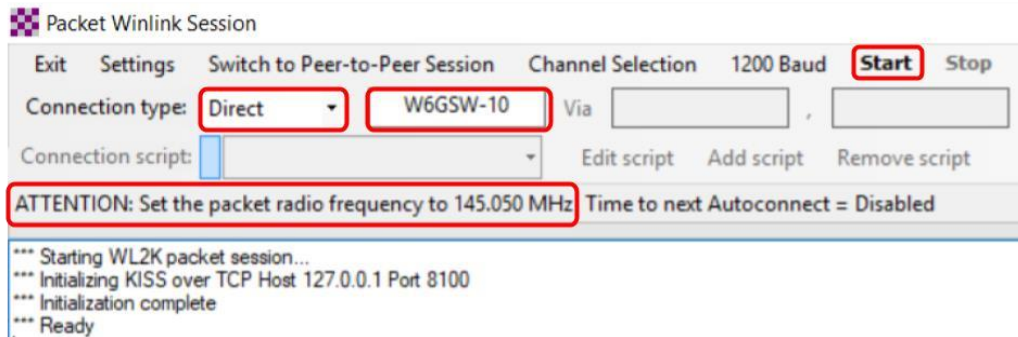 Packet Winlink Session
Exit Settings Switch to Peer-to-Peer Session Channel Selection 1200 Baud Start Stop
Connection type: Direct W6GSW-10 Via ,
Connection script: Edit script Add script Remove script
ATTENTION: Set the packet radio frequency to 145.050 MHz Time to next Autoconnect = Disabled
*** Starting WL2K packet session...
*** Initializing KISS over TCP Host 127.0.0.1 Port 8100
*** Initialization complete
*** Ready